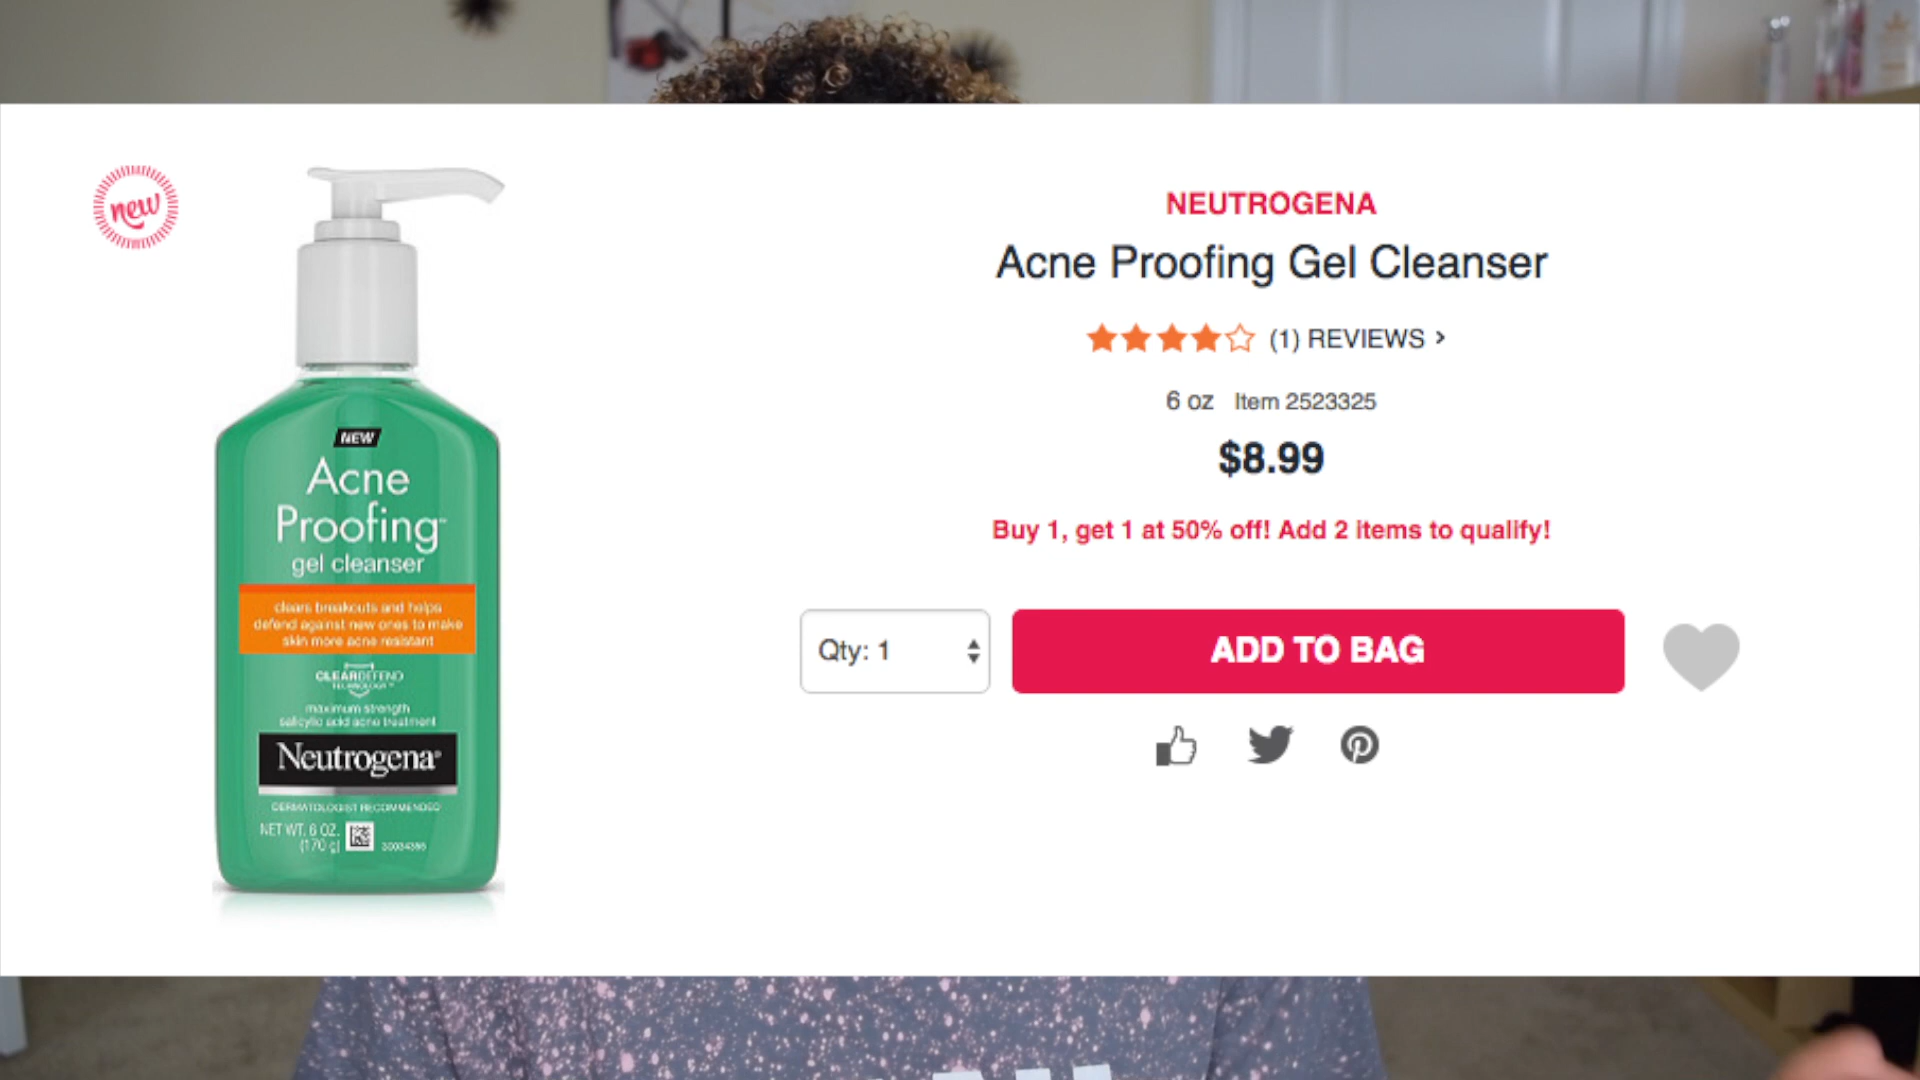 new
NEUTROGENA
Acne Proofing Gel Cleanser
(1) REVIEWS >
6 oz Item 2523325
$8.99
Buy 1, get 1 at 50% off! Add 2 items to qualify!
Qty: 1
ADD TO BAG
NEW
Acne
Proofing™
gel cleanser
clears breakouts and helps
defend against new ones to make
skin more acne resistant
CLEARDEFEND
TECHNOLOGY™
maximum strength
salicylic acid acne treatment
Neutrogena®
DERMATOLOGIST RECOMMENDED
NET WT. 6 OZ.
(170 g)